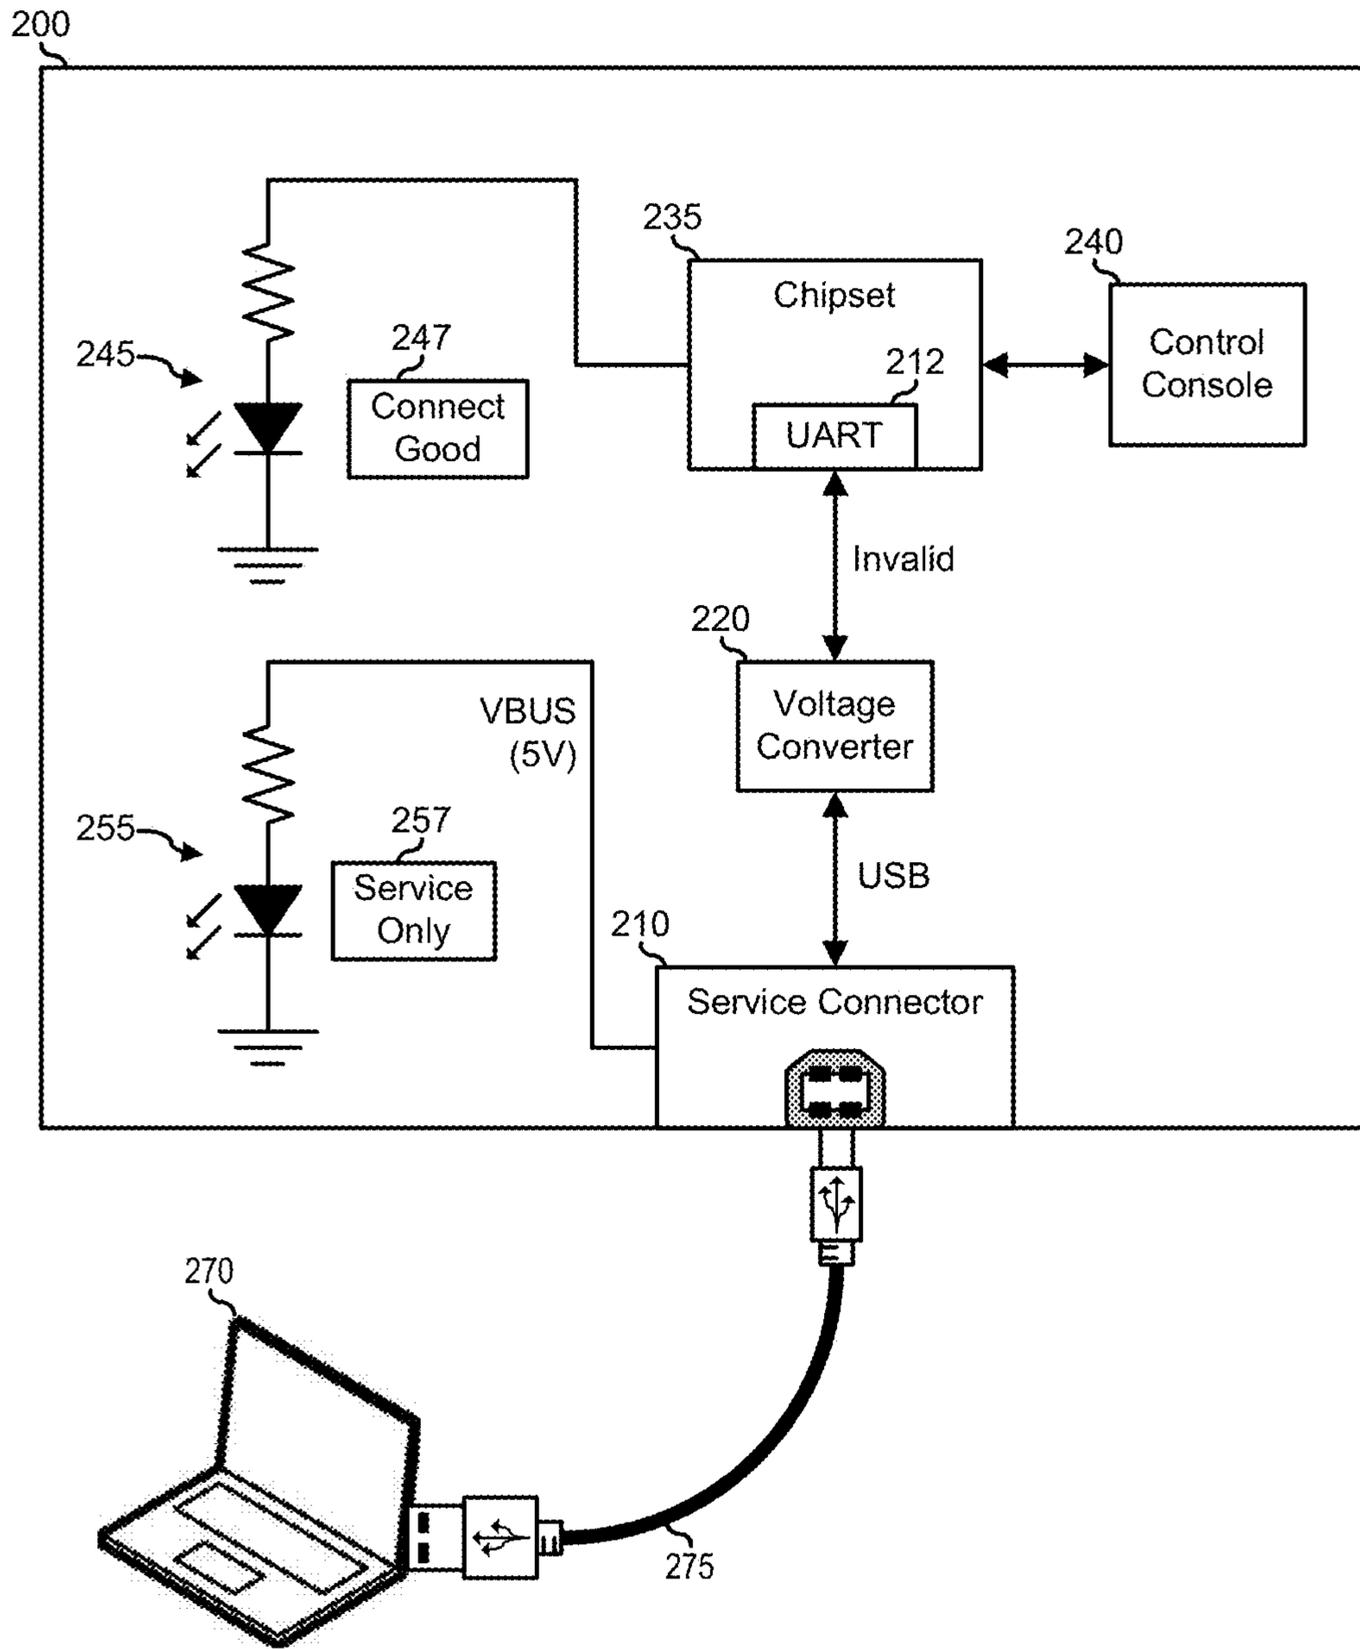 200
235
Chipset
240
Control
Console
212
UART
245
247
Connect
Good
Invalid
220
Voltage
Converter
VBUS
(5V)
255
257
Service
Only
USB
210
Service Connector
270
275